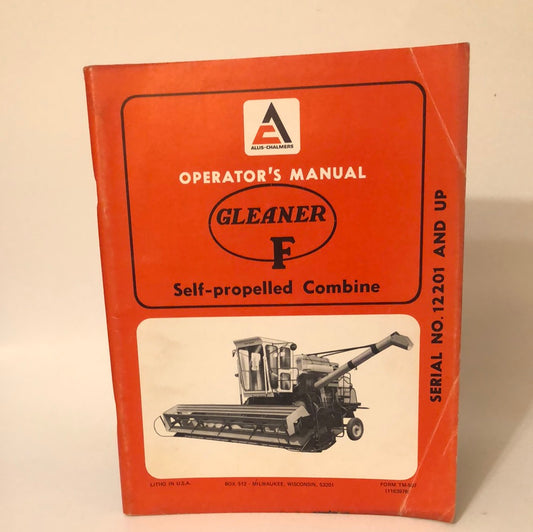 ALLIS-CHALMERS
OPERATOR'S MANUAL
GLEANER
F
Self-propelled Combine
SERIAL NO. 12201 AND UP
LITHO IN U.S.A.
BOX 512 - MILWAUKEE, WISCONSIN, 53201
FORM